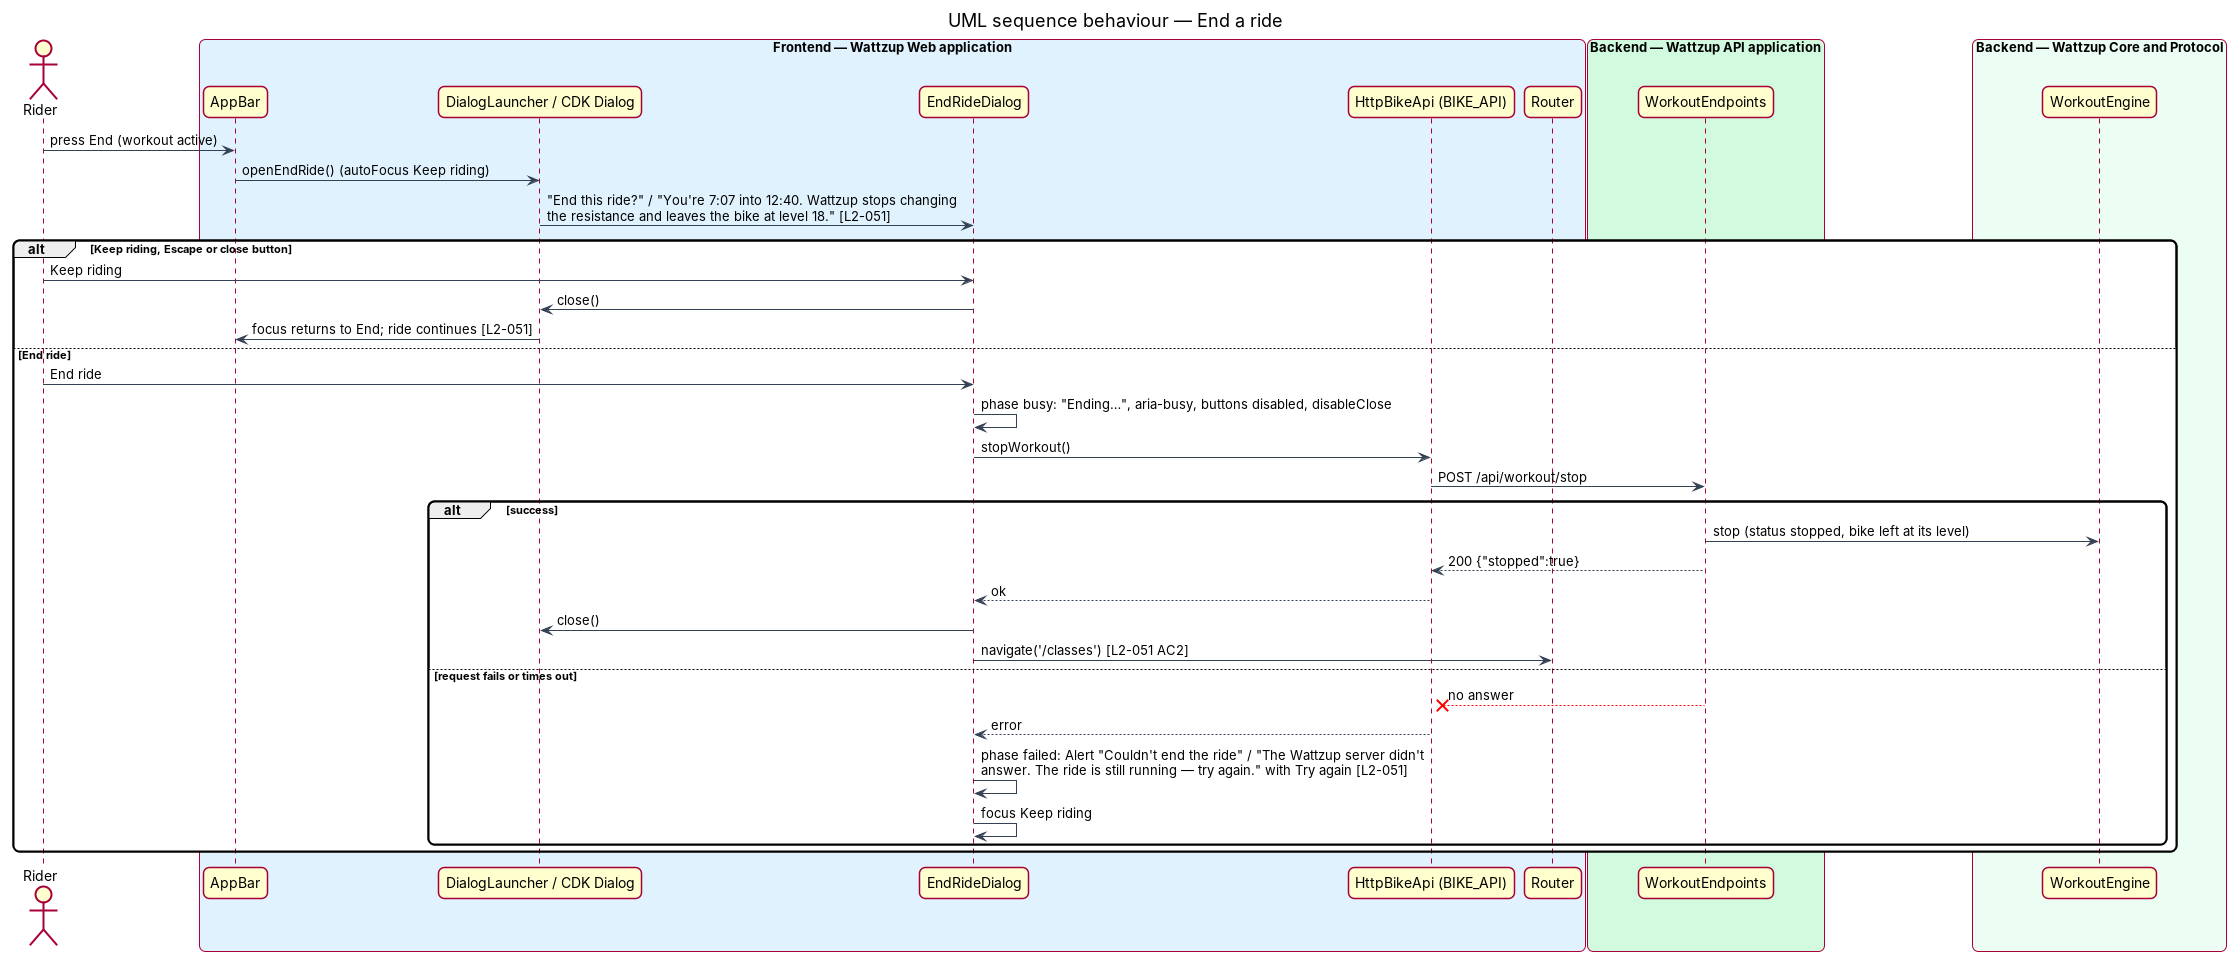 UML sequence behaviour — End a ride
Frontend — Wattzup Web application
Backend — Wattzup API application
Backend — Wattzup Core and Protocol
Rider
AppBar
DialogLauncher / CDK Dialog
EndRideDialog
HttpBikeApi (BIKE_API)
Router
WorkoutEndpoints
WorkoutEngine
press End (workout active)
openEndRide() (autoFocus Keep riding)
"End this ride?" / "You're 7:07 into 12:40. Wattzup stops changing
the resistance and leaves the bike at level 18." [L2-051]
alt
[Keep riding, Escape or close button]
Keep riding
close()
focus returns to End; ride continues [L2-051]
[End ride]
End ride
phase busy: "Ending…", aria-busy, buttons disabled, disableClose
stopWorkout()
POST /api/workout/stop
alt
[success]
stop (status stopped, bike left at its level)
200 {"stopped":true}
ok
close()
navigate('/classes') [L2-051 AC2]
[request fails or times out]
no answer
error
phase failed: Alert "Couldn't end the ride" / "The Wattzup server didn't
answer. The ride is still running — try again." with Try again [L2-051]
focus Keep riding
Rider
AppBar
DialogLauncher / CDK Dialog
EndRideDialog
HttpBikeApi (BIKE_API)
Router
WorkoutEndpoints
WorkoutEngine